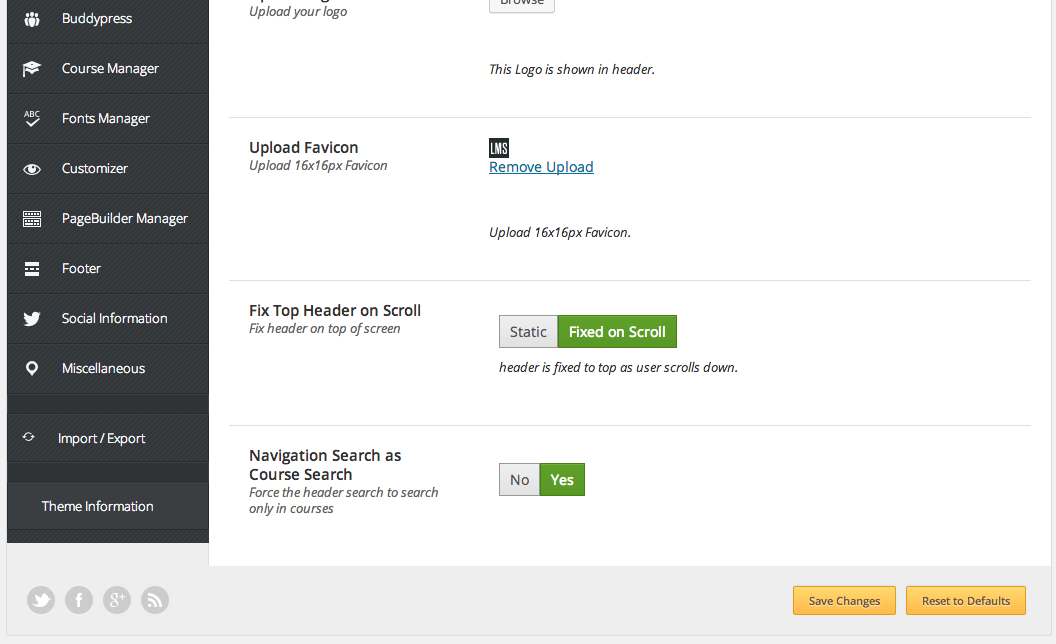 Buddypress
Course Manager
ABC
Fonts Manager
Customizer
PageBuilder Manager
Footer
Social Information
Miscellaneous
Import / Export
Theme Information
Upload your logo
Browse
This Logo is shown in header.
Upload Favicon
Upload 16x16px Favicon
LMS
Remove Upload
Upload 16x16px Favicon.
Fix Top Header on Scroll
Fix header on top of screen
Static
Fixed on Scroll
header is fixed to top as user scrolls down.
Navigation Search as
Course Search
Force the header search to search
only in courses
No
Yes
f
g+
Save Changes
Reset to Defaults